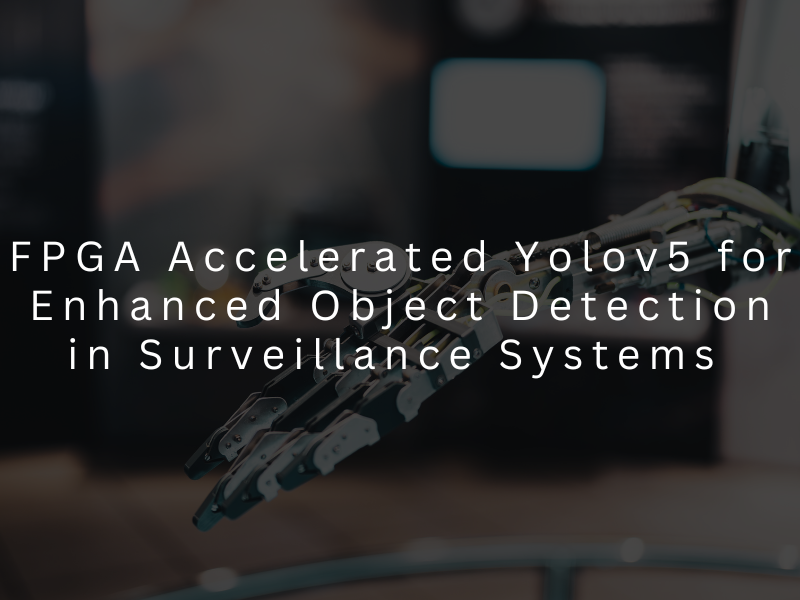 FPGA Accelerated Yolov5 for
Enhanced Object Detection
in Surveillance Systems